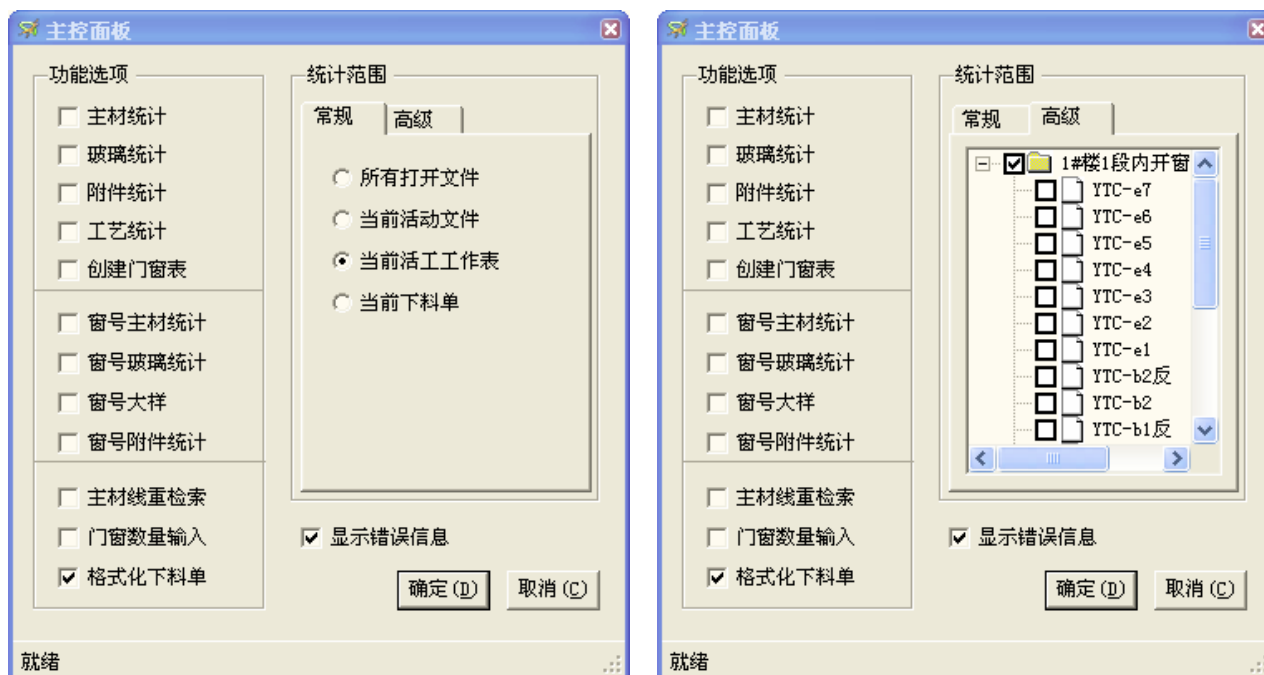 主控面板
功能选项
主材统计
玻璃统计
附件统计
工艺统计
创建门窗表
窗号主材统计
窗号玻璃统计
窗号大样
窗号附件统计
主材线重检索
门窗数量输入
格式化下料单
统计范围
常规 高级
所有打开文件
当前活动文件
当前活工工作表
当前下料单
显示错误信息
确定(D) 取消(C)
就绪
主控面板
功能选项
主材统计
玻璃统计
附件统计
工艺统计
创建门窗表
窗号主材统计
窗号玻璃统计
窗号大样
窗号附件统计
主材线重检索
门窗数量输入
格式化下料单
统计范围
常规 高级
1#楼1段内开窗
YTC-e7
YTC-e6
YTC-e5
YTC-e4
YTC-e3
YTC-e2
YTC-e1
YTC-b2反
YTC-b2
YTC-b1反
显示错误信息
确定(D) 取消(C)
就绪